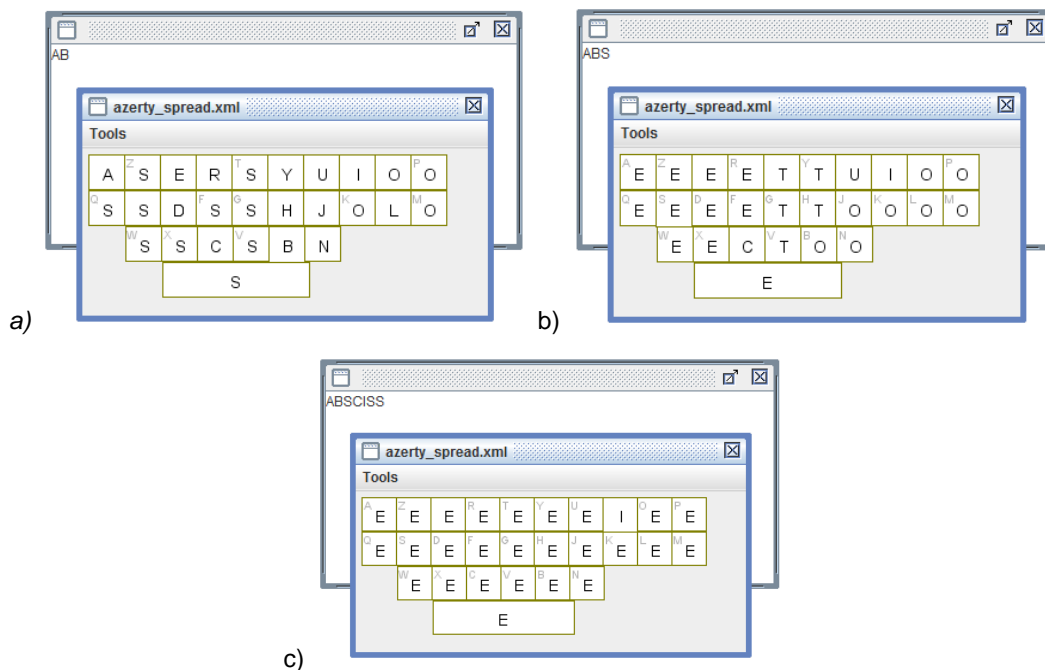 AB
azerty_spread.xml
Tools
A Z S E R T S Y U I O P O
Q S S D F S G S H J K O L M O
W S X S C V S B N
S
a)
ABS
azerty_spread.xml
Tools
A E Z E E R E T Y T U I O P O
Q E S E D E F E G T H T J O K O L O M O
W E X E C V T B O N O
E
b)
ABSCISS
azerty_spread.xml
Tools
A E Z E E R E T E Y E U E I O E P E
Q E S E D E F E G E H E J E K E L E M E
W E X E C E V E B E N E
E
c)